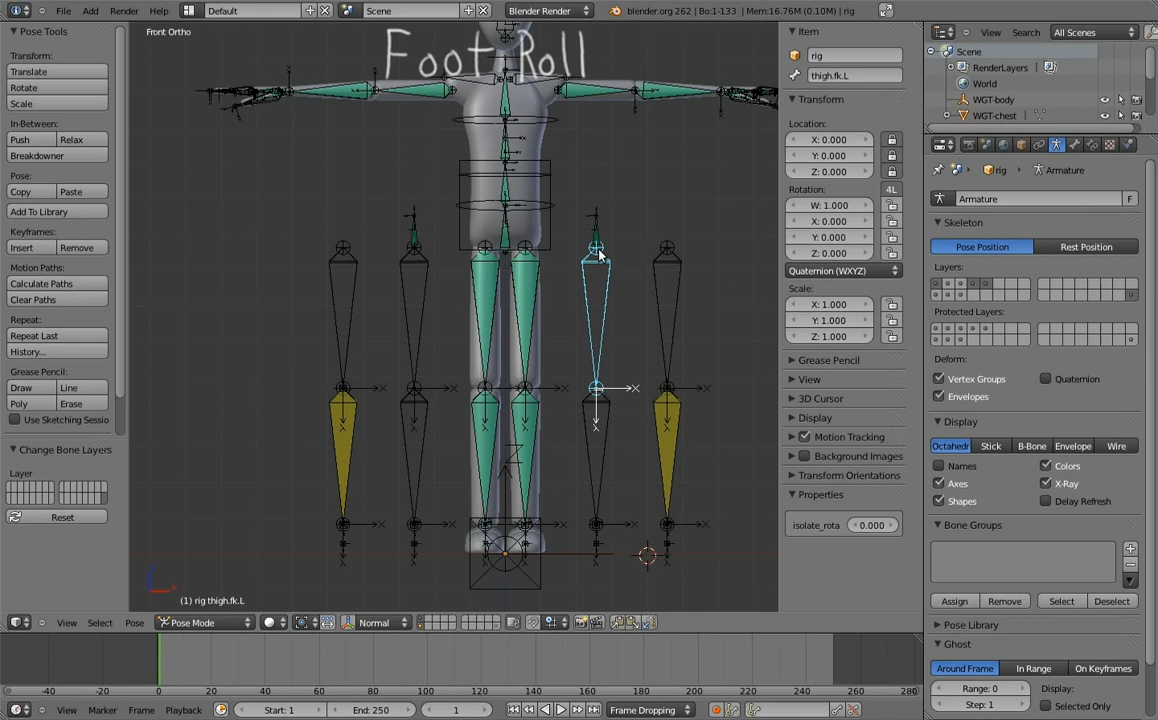 File Add Render Help Default Scene Blender Render blender.org 262 | Bo:1-133 | Mem:16.76M (0.10M) | rig
Pose Tools
Transform:
Translate
Rotate
Scale
In-Between:
Push Relax
Breakdowner
Pose:
Copy Paste
Add To Library
Keyframes:
Insert Remove
Motion Paths:
Calculate Paths
Clear Paths
Repeat:
Repeat Last
History...
Grease Pencil:
Draw Line
Poly Erase
Use Sketching Sessio
Change Bone Layers
Layer
Reset
Front Ortho
Foot Roll
(1) rig thigh.fk.L
View Select Pose Pose Mode Normal
Item
rig
thigh.fk.L
Transform
Location:
X: 0.000
Y: 0.000
Z: 0.000
Rotation: 4L
W: 1.000
X: 0.000
Y: 0.000
Z: 0.000
Quaternion (WXYZ)
Scale:
X: 1.000
Y: 1.000
Z: 1.000
Grease Pencil
View
3D Cursor
Display
Motion Tracking
Background Images
Transform Orientations
Properties
isolate_rota 0.000
View Search All Scenes
Scene
RenderLayers
World
WGT-body
WGT-chest
rig Armature
Armature F
Skeleton
Pose Position Rest Position
Layers:
Protected Layers:
Deform:
Vertex Groups Quaternion
Envelopes
Display
Octahedr Stick B-Bone Envelope Wire
Names Colors
Axes X-Ray
Shapes Delay Refresh
Bone Groups
Assign Remove Select Deselect
Pose Library
Ghost
Around Frame In Range On Keyframes
Range: 0 Display:
Step: 1 Selected Only
-40 -20 0 20 40 60 80 100 120 140 160 180 200 220 240 260 280
View Marker Frame Playback Start: 1 End: 250 1 Frame Dropping